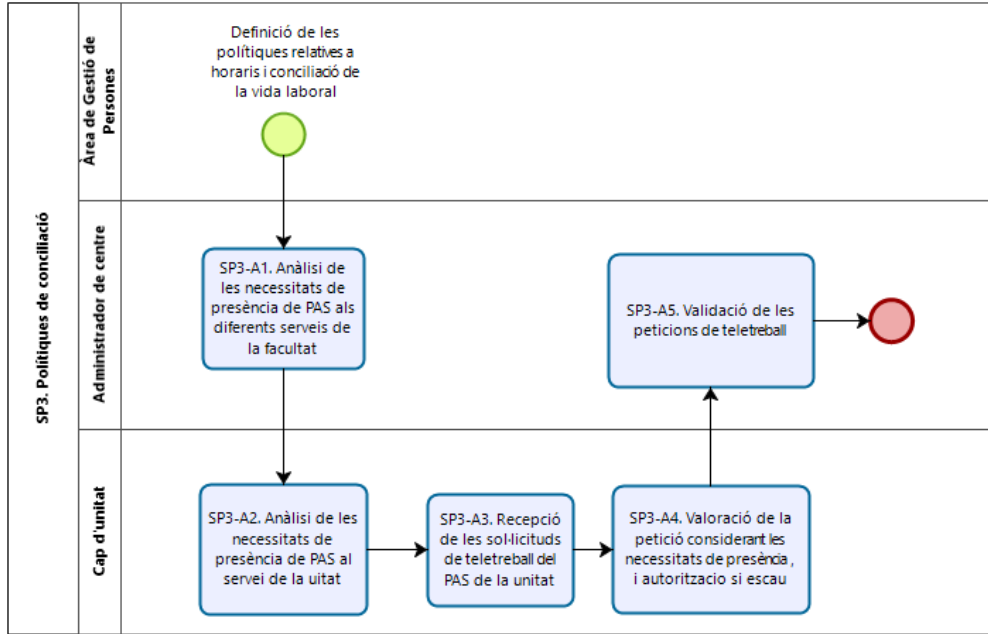 SP3. Polítiques de conciliació
Àrea de Gestió de
Persones
Definició de les
polítiques relatives a
horaris i conciliació de
la vida laboral
Administrador de centre
SP3-A1. Anàlisi de
les necessitats de
presència de PAS als
diferents serveis de
la facultat
SP3-A5. Validació de les
peticions de teletreball
Cap d'unitat
SP3-A2. Anàlisi de les
necessitats de
presència de PAS al
servei de la uitat
SP3-A3. Recepció
de les sol·licituds
de teletreball del
PAS de la unitat
SP3-A4. Valoració de la
petició considerant les
necessitats de presència ,
i autorització si escau